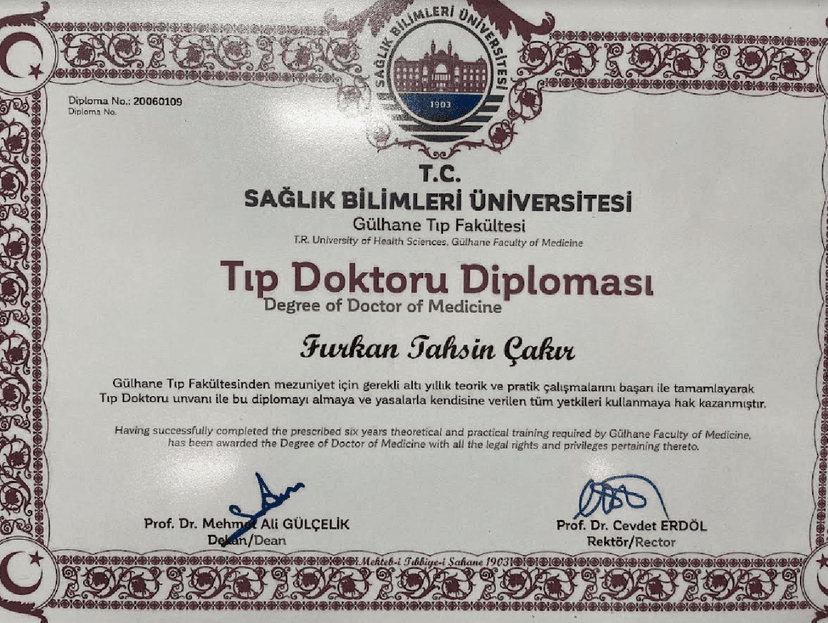 SAĞLIK BİLİMLERİ ÜNİVERSİTESİ
1903
Diploma No.: 20060109
Diploma No.
T.C.
SAĞLIK BİLİMLERİ ÜNİVERSİTESİ
Gülhane Tıp Fakültesi
T.R. University of Health Sciences, Gülhane Faculty of Medicine
Tıp Doktoru Diploması
Degree of Doctor of Medicine
Furkan Tahsin Çakır
Gülhane Tıp Fakültesinden mezuniyet için gerekli altı yıllık teorik ve pratik çalışmalarını başarı ile tamamlayarak
Tıp Doktoru unvanı ile bu diplomayı almaya ve yasalarla kendisine verilen tüm yetkileri kullanmaya hak kazanmıştır.
Having successfully completed the prescribed six years theoretical and practical training required by Gülhane Faculty of Medicine,
has been awarded the Degree of Doctor of Medicine with all the legal rights and privileges pertaining thereto.
Prof. Dr. Mehmet Ali GÜLÇELİK
Dekan/Dean
Prof. Dr. Cevdet ERDÖL
Rektör/Rector
Mekteb-i Tıbbiye-i Şahane 1903